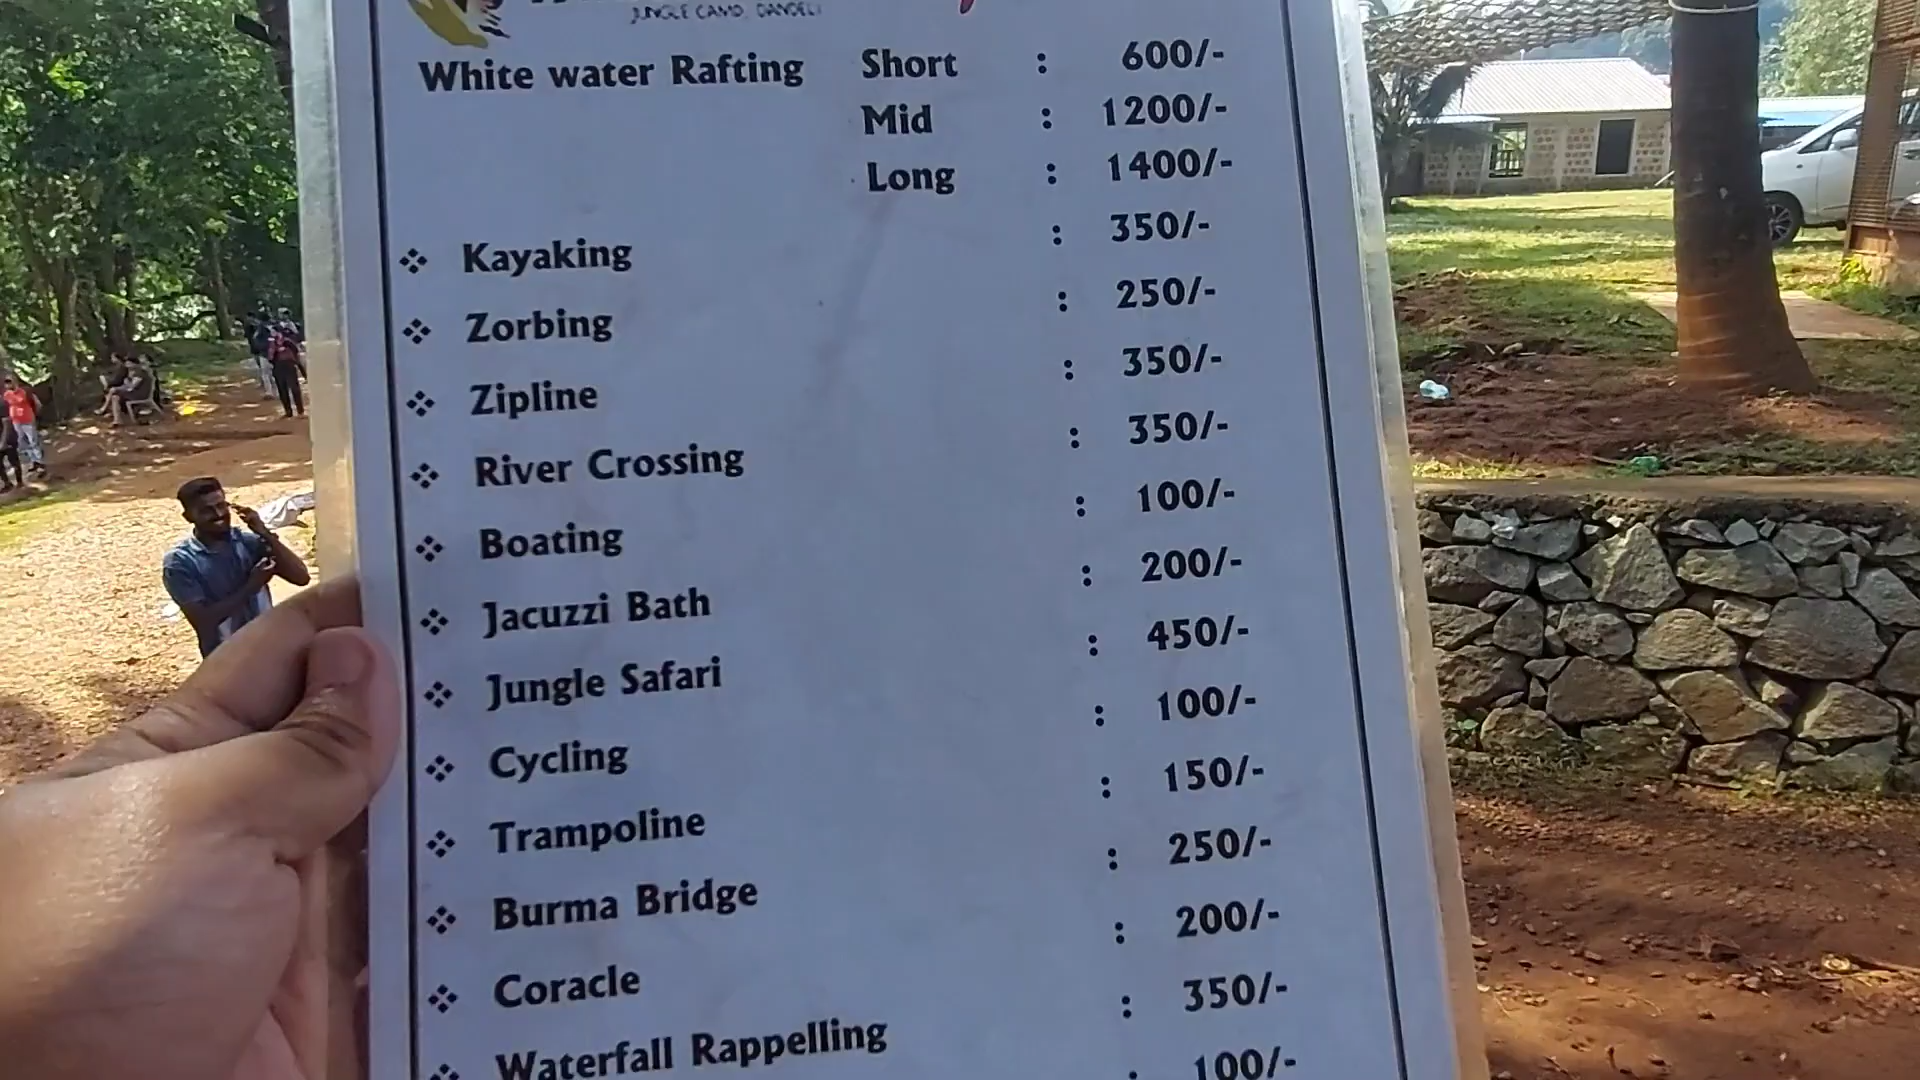 JUNGLE CAMP, DANDELI
White water Rafting Short : 600/-
Mid : 1200/-
Long : 1400/-
❖ Kayaking : 350/-
❖ Zorbing : 250/-
❖ Zipline : 350/-
❖ River Crossing : 350/-
❖ Boating : 100/-
❖ Jacuzzi Bath : 200/-
❖ Jungle Safari : 450/-
❖ Cycling : 100/-
❖ Trampoline : 150/-
❖ Burma Bridge : 250/-
❖ Coracle : 200/-
❖ Waterfall Rappelling : 350/-
: 100/-